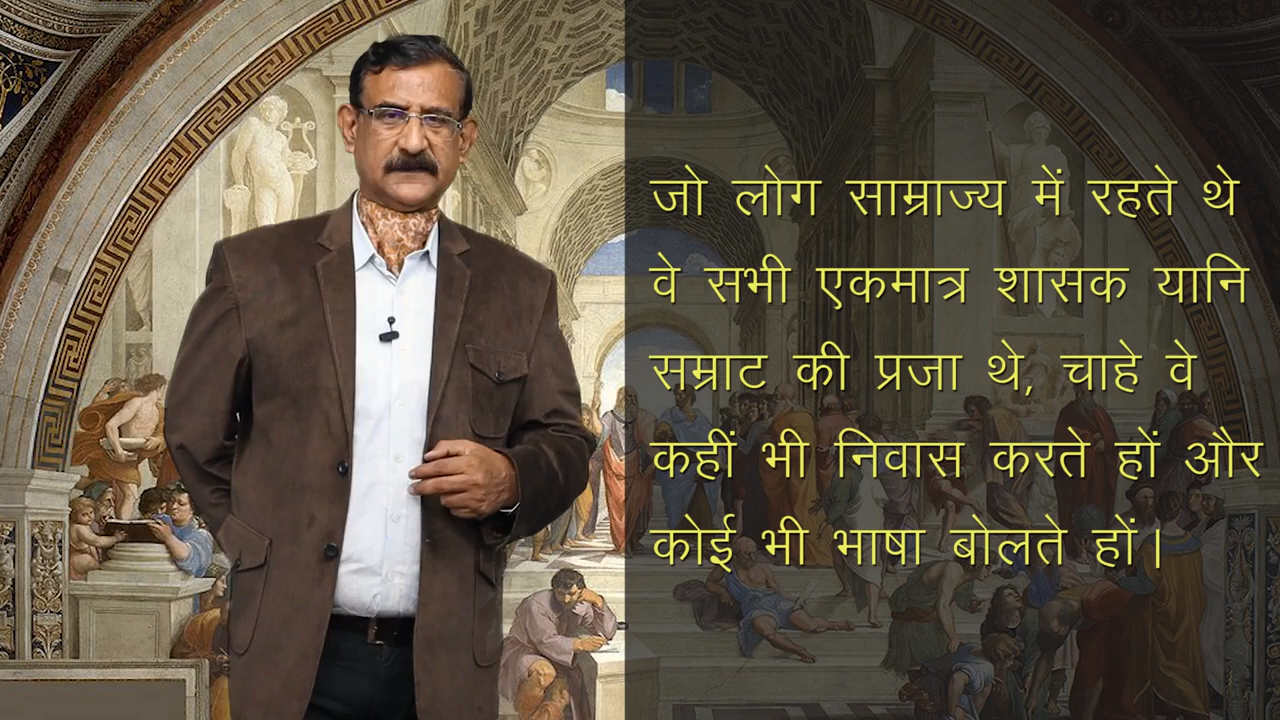 जो लोग साम्राज्य में रहते थे
वे सभी एकमात्र शासक यानि
सम्राट की प्रजा थे, चाहे वे
कहीं भी निवास करते हों और
कोई भी भाषा बोलते हों।